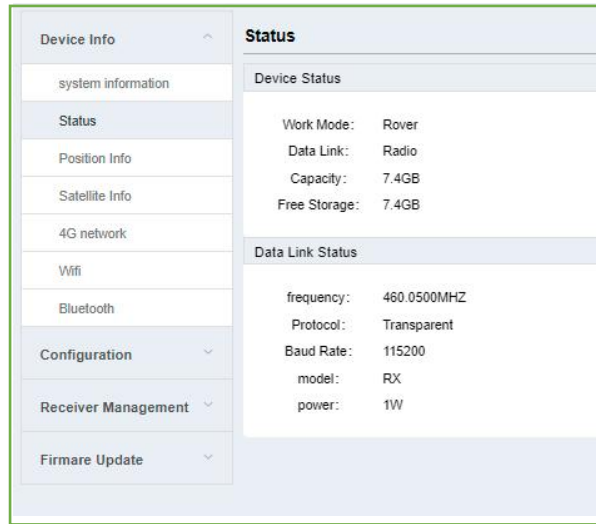 Device Info
system information
Status
Position Info
Satellite Info
4G network
Wifi
Bluetooth
Configuration
Receiver Management
Firmare Update
Status
Device Status
Work Mode: Rover
Data Link: Radio
Capacity: 7.4GB
Free Storage: 7.4GB
Data Link Status
frequency: 460.0500MHZ
Protocol: Transparent
Baud Rate: 115200
model: RX
power: 1W